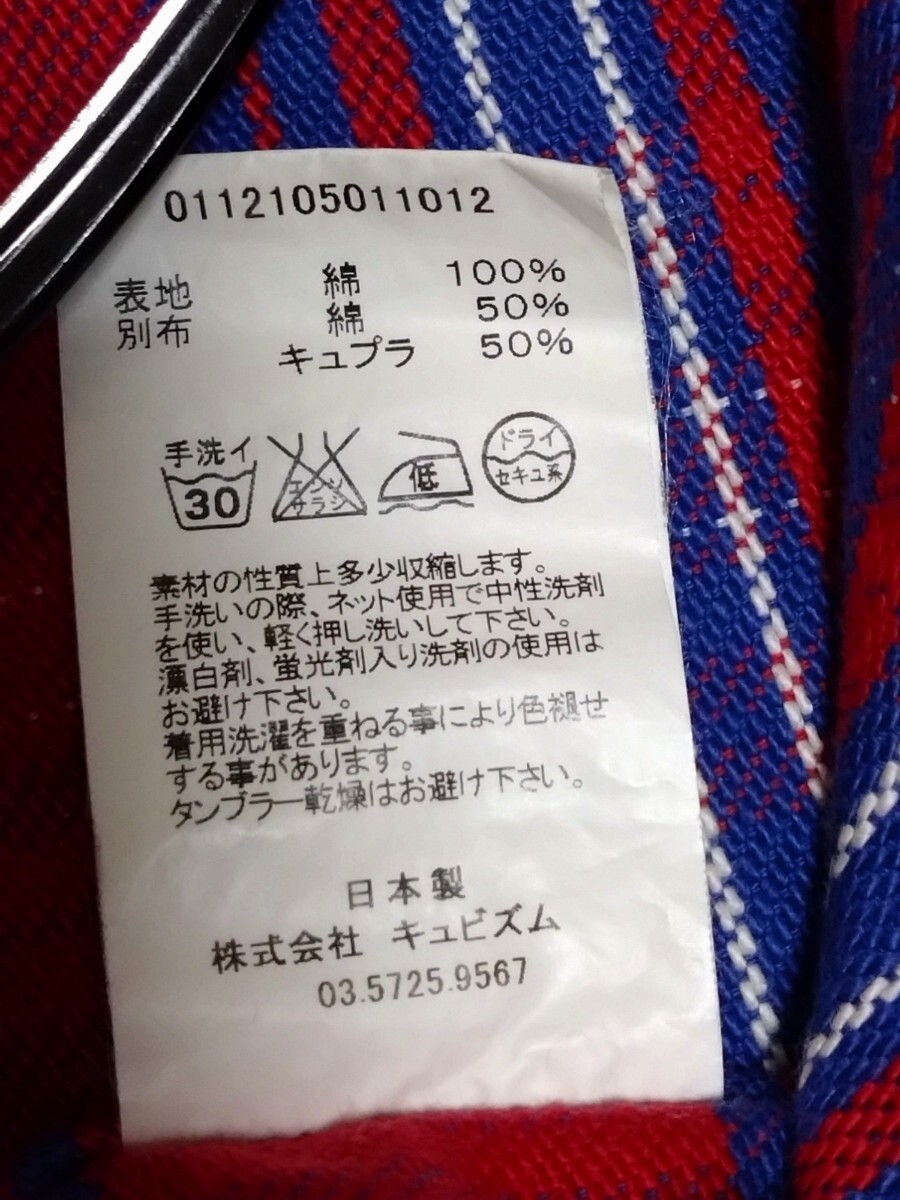 0112105011012
表地 綿 100%
別布 綿 50%
キュプラ 50%
手洗イ
30
エンソ
サラシ
低
ドライ
セキユ系
素材の性質上多少収縮します。
手洗いの際、ネット使用で中性洗剤
を使い、軽く押し洗いして下さい。
漂白剤、蛍光剤入り洗剤の使用は
お避け下さい。
着用洗濯を重ねる事により色褪せ
する事があります。
タンブラー乾燥はお避け下さい。
日本製
株式会社 キュビズム
03.5725.9567